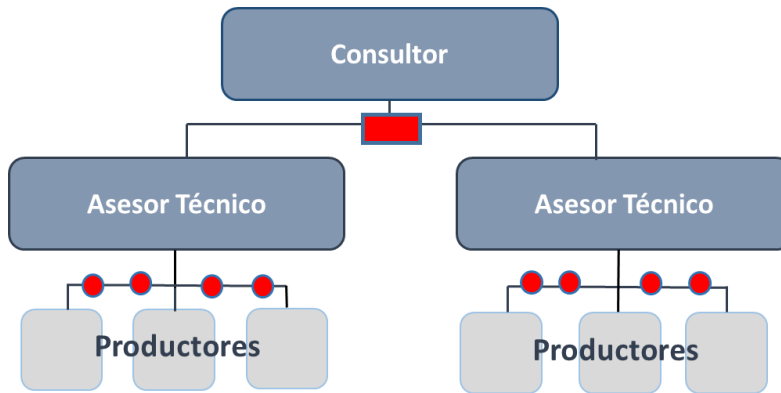 Consultor
Asesor Técnico
Asesor Técnico
Productores
Productores